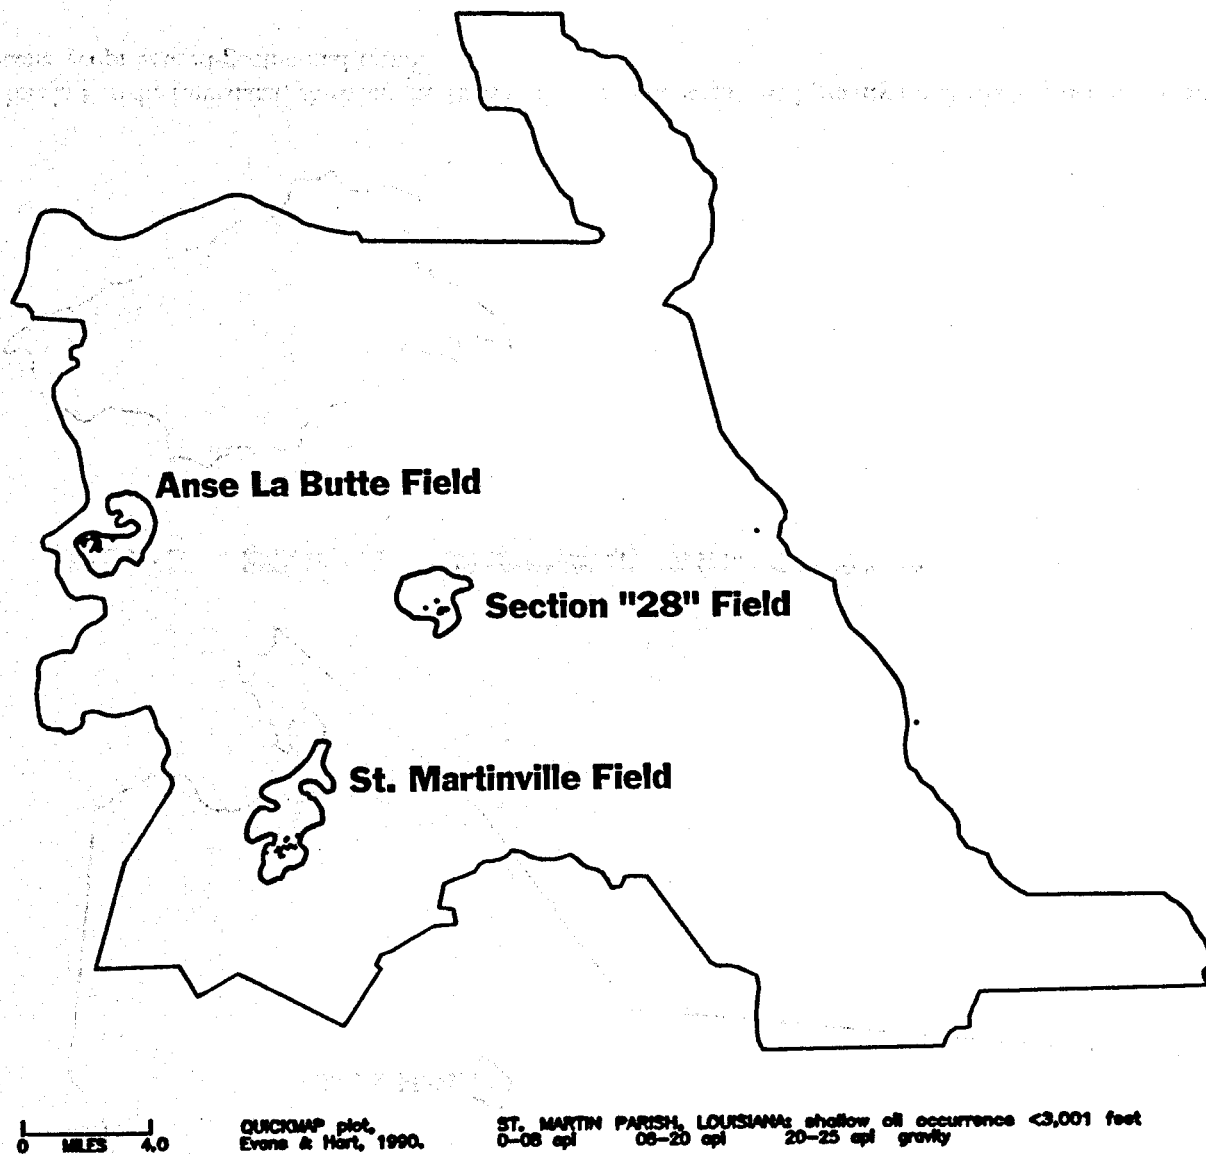 Anse La Butte Field
Section "28" Field
St. Martinville Field
0 MILES 4.0
QUICKMAP plot,
Evans & Hart, 1990.
ST. MARTIN PARISH, LOUISIANA: shallow oil occurrence <3,001 feet
0-08 api 08-20 api 20-25 api gravity